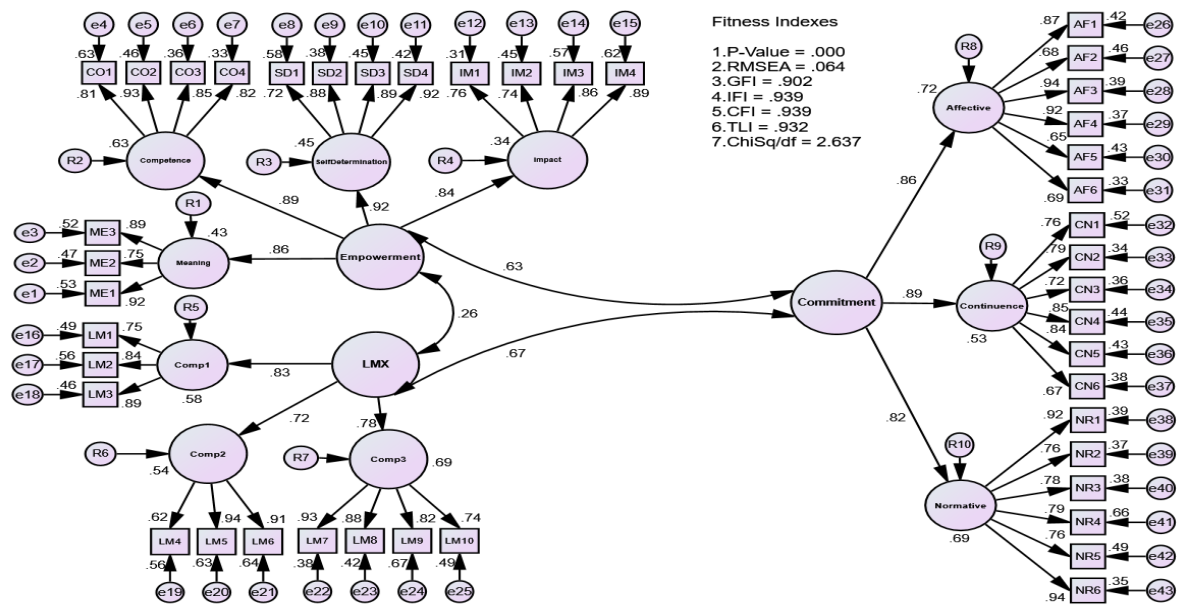 e4 e5 e6 e7 e8 e9 e10 e11 e12 e13 e14 e15
.63 .46 .36 .33 .58 .38 .45 .42 .31 .45 .57 .62
CO1 CO2 CO3 CO4 SD1 SD2 SD3 SD4 IM1 IM2 IM3 IM4
.81 .93 .85 .82 .72 .88 .89 .92 .76 .74 .86 .89
R2 .63 Competence
R3 .45 SelfDetermination
R4 .34 Impact
.89 .92 .84
R1
e3 .52 ME3 .89 .43
e2 .47 ME2 .75 Meaning .86 Empowerment
e1 .53 ME1 .92
R5
e16 .49 LM1 .75
e17 .56 LM2 .84 Comp1 .83 LMX
e18 .46 LM3 .89 .58
.26
.63
.67
.72 .78
R6 Comp2 .54
R7 Comp3 .69
.62 .94 .91 .93 .88 .82 .74
LM4 LM5 LM6 LM7 LM8 LM9 LM10
.56 .63 .64 .38 .42 .67 .49
e19 e20 e21 e22 e23 e24 e25
Fitness Indexes
1.P-Value = .000
2.RMSEA = .064
3.GFI = .902
4.IFI = .939
5.CFI = .939
6.TLI = .932
7.ChiSq/df = 2.637
Commitment
.86
.89
.82
R8
.72 Affective
.87 AF1 .42 e26
.68 AF2 .46 e27
.94 AF3 .39 e28
.92 AF4 .37 e29
.65 AF5 .43 e30
.69 AF6 .33 e31
R9
Continuence
.53
.76 CN1 .52 e32
.79 CN2 .34 e33
.72 CN3 .36 e34
.85 CN4 .44 e35
.84 CN5 .43 e36
.67 CN6 .38 e37
R10
Normative
.69
.92 NR1 .39 e38
.76 NR2 .37 e39
.78 NR3 .38 e40
.79 NR4 .66 e41
.76 NR5 .49 e42
.94 NR6 .35 e43